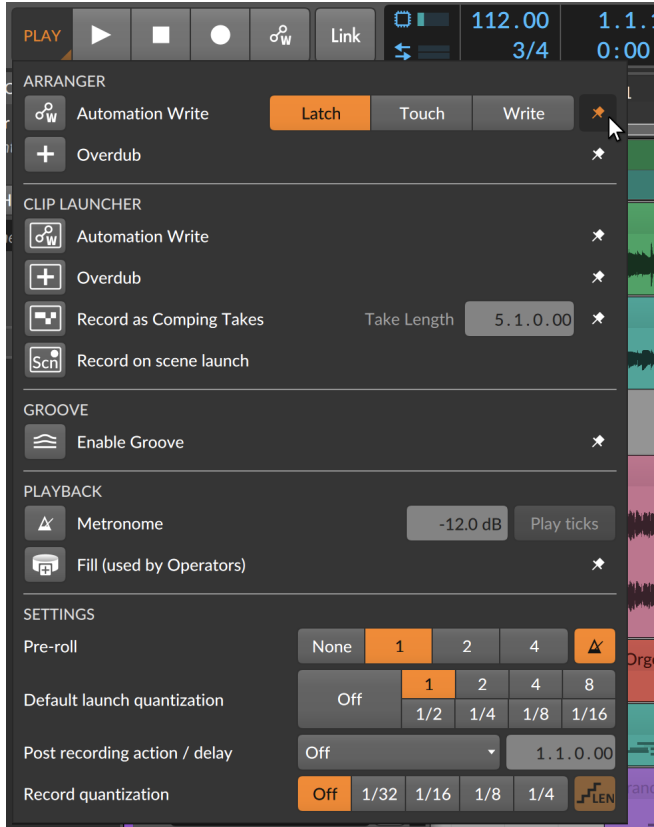 PLAY
W
Link
112.00
1.1.1
3/4
0:00
ARRANGER
W
Automation Write
Latch
Touch
Write
Overdub
CLIP LAUNCHER
W
Automation Write
Overdub
Record as Comping Takes
Take Length
5.1.0.00
Scn
Record on scene launch
GROOVE
Enable Groove
PLAYBACK
Metronome
-12.0 dB
Play ticks
Fill (used by Operators)
SETTINGS
Pre-roll
None
1
2
4
Default launch quantization
Off
1
2
4
8
1/2
1/4
1/8
1/16
Post recording action / delay
Off
1.1.0.00
Record quantization
Off
1/32
1/16
1/8
1/4
LEN